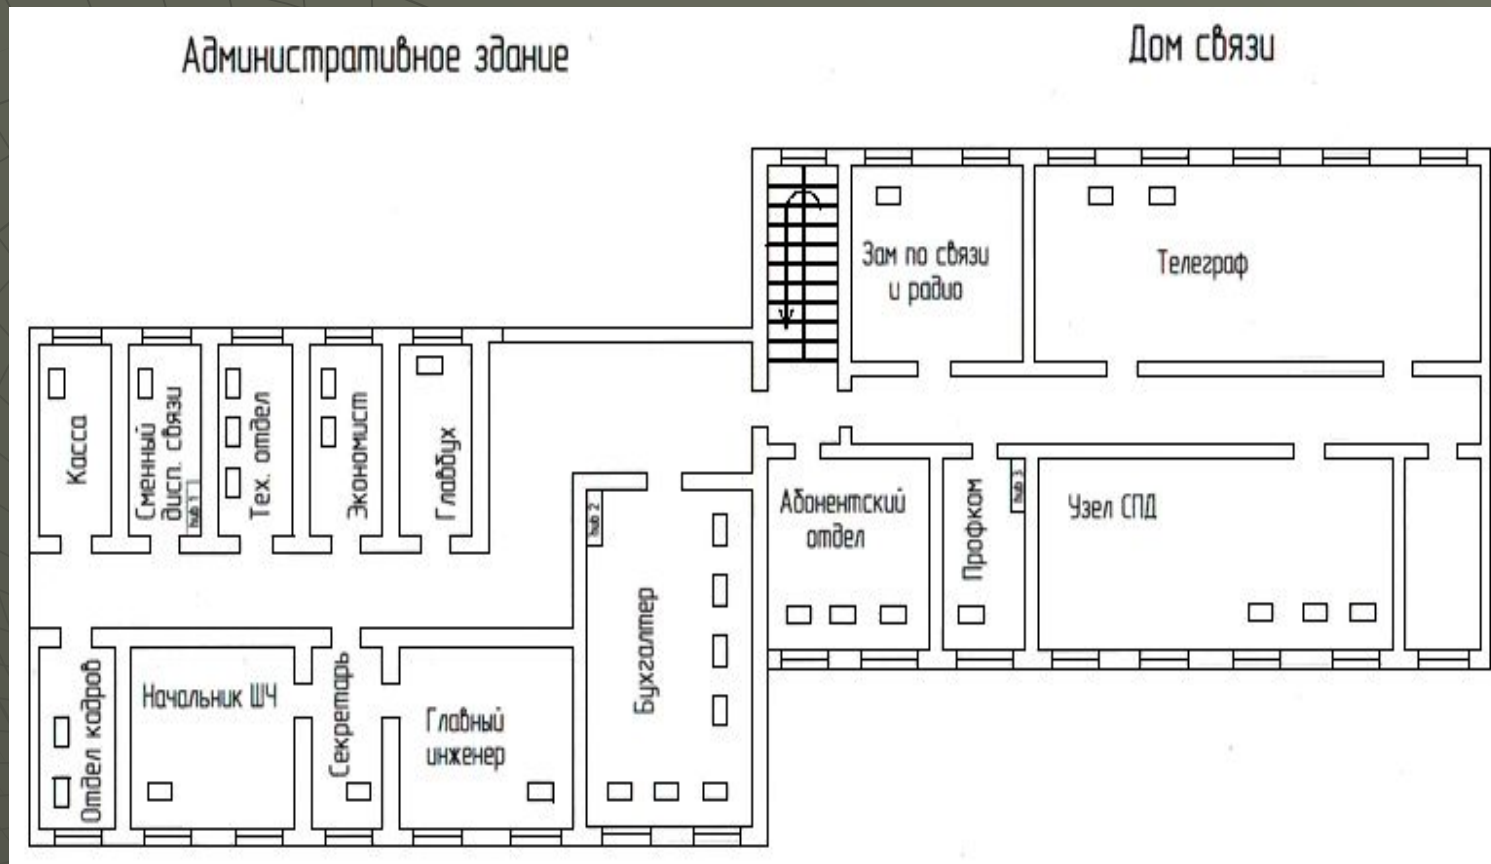 Административное здание
Дом связи
Зам по связи
и радио
Телеграф
Касса
Сменный
дисп. связи
hub 1
Тех. отдел
Экономист
Главбух
hub 2
Бухгалтер
Абонентский
отдел
Профком
hub 3
Узел СПД
Отдел кадров
Начальник ШЧ
Секретарь
Главный
инженер